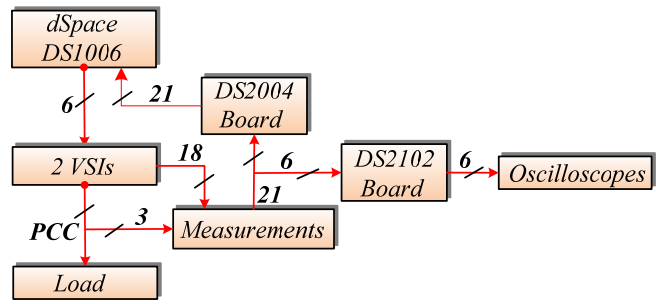 dSpace
DS1006
6
21
DS2004
Board
2 VSIs
18
6
DS2102
Board
6
Oscilloscopes
21
PCC
3
Measurements
Load